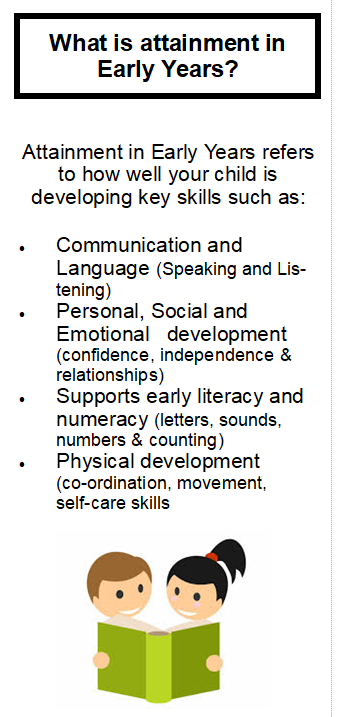 What is attainment in
Early Years?
Attainment in Early Years refers
to how well your child is
developing key skills such as:
• Communication and
Language (Speaking and Lis-
tening)
• Personal, Social and
Emotional development
(confidence, independence &
relationships)
• Supports early literacy and
numeracy (letters, sounds,
numbers & counting)
• Physical development
(co-ordination, movement,
self-care skills